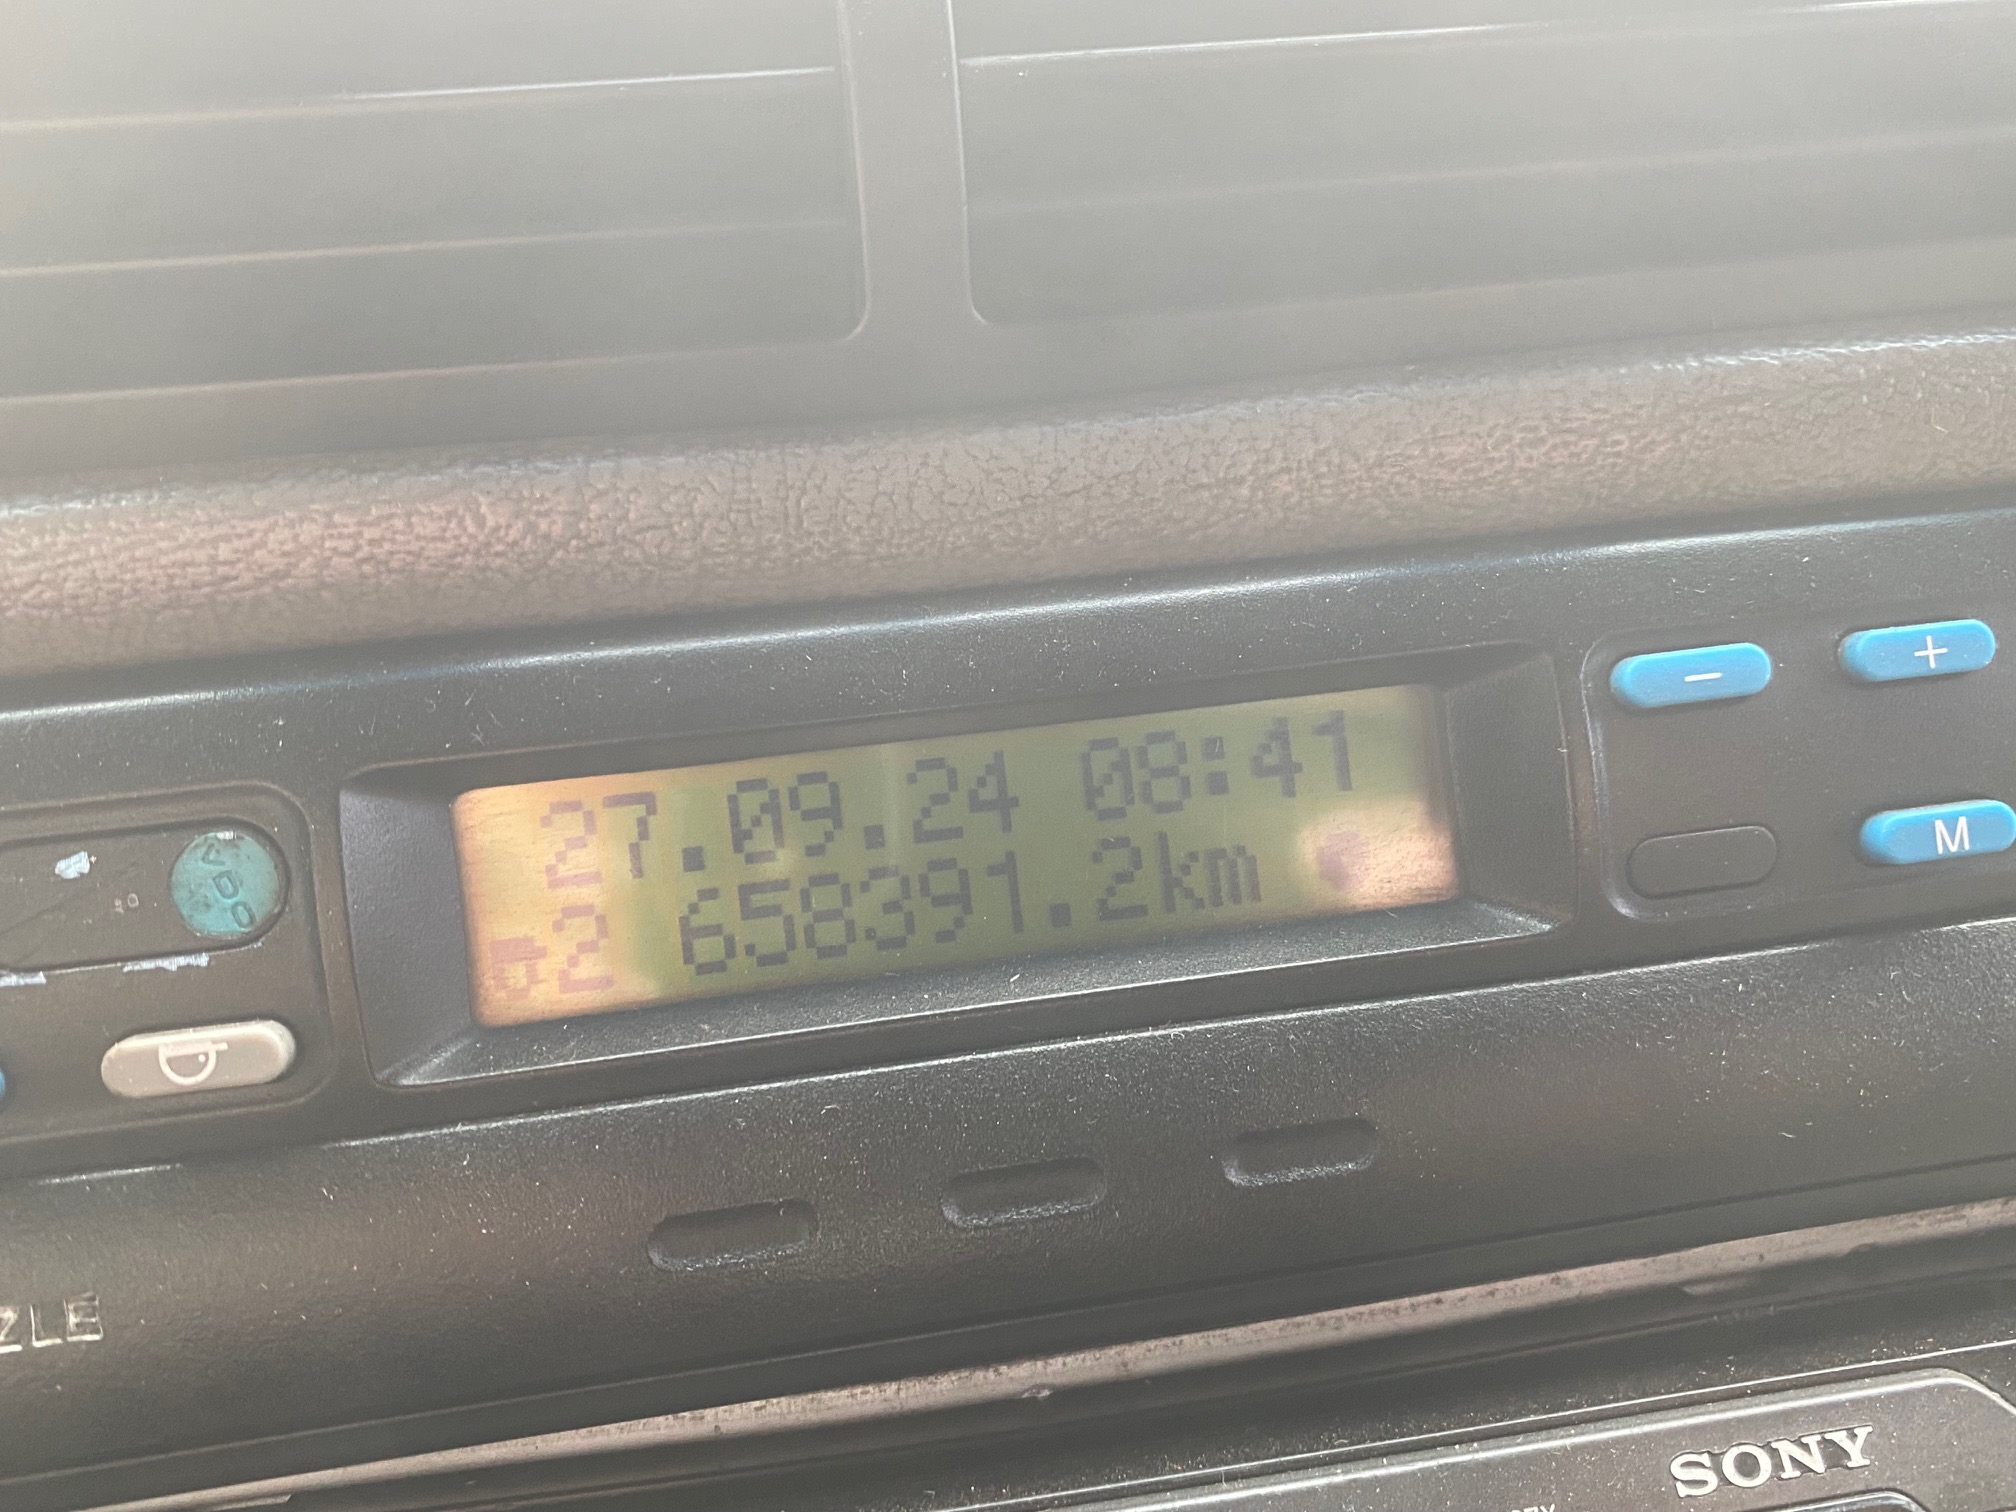 27.09.24 08:41
2 658391.2km
- +
M
VDO
ZLE
SONY